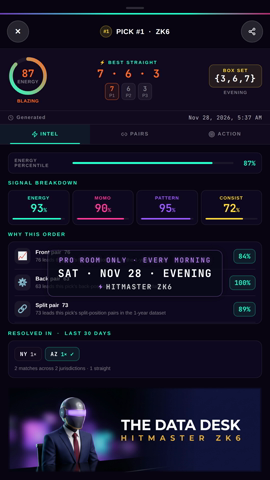 #1 PICK #1 · ZK6
87
ENERGY
BLAZING
⚡ BEST STRAIGHT
7 · 6 · 3
7 6 3
P1 P2 P3
BOX SET
{3,6,7}
EVENING
Generated
Nov 28, 2026, 5:37 AM
INTEL
PAIRS
ACTION
ENERGY PERCENTILE
87%
SIGNAL BREAKDOWN
ENERGY
93%
MOMO
90%
PATTERN
95%
CONSIST
72%
WHY THIS ORDER
Front pair
84%
PRO ROOM ONLY · EVERY MORNING
SAT · NOV 28 · EVENING
HITMASTER ZK6
Back
100%
Split pair 73
73 leads this pick's split-position pairs in the 1-year dataset
89%
RESOLVED IN · LAST 30 DAYS
NY 1×
AZ 1× ✓
2 matches across 2 jurisdictions · 1 straight
THE DATA DESK
HITMASTER ZK6